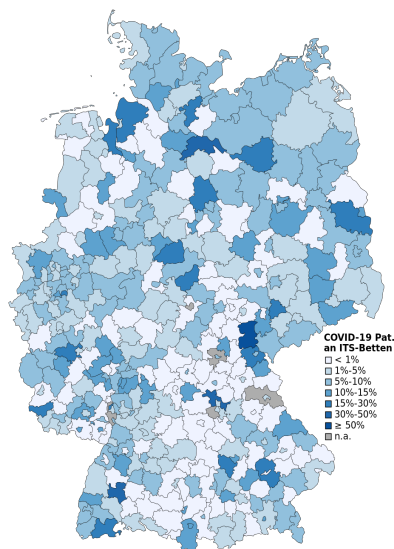 COVID-19 Pat.
an ITS-Betten
< 1%
1%-5%
5%-10%
10%-15%
15%-30%
30%-50%
≥ 50%
n.a.